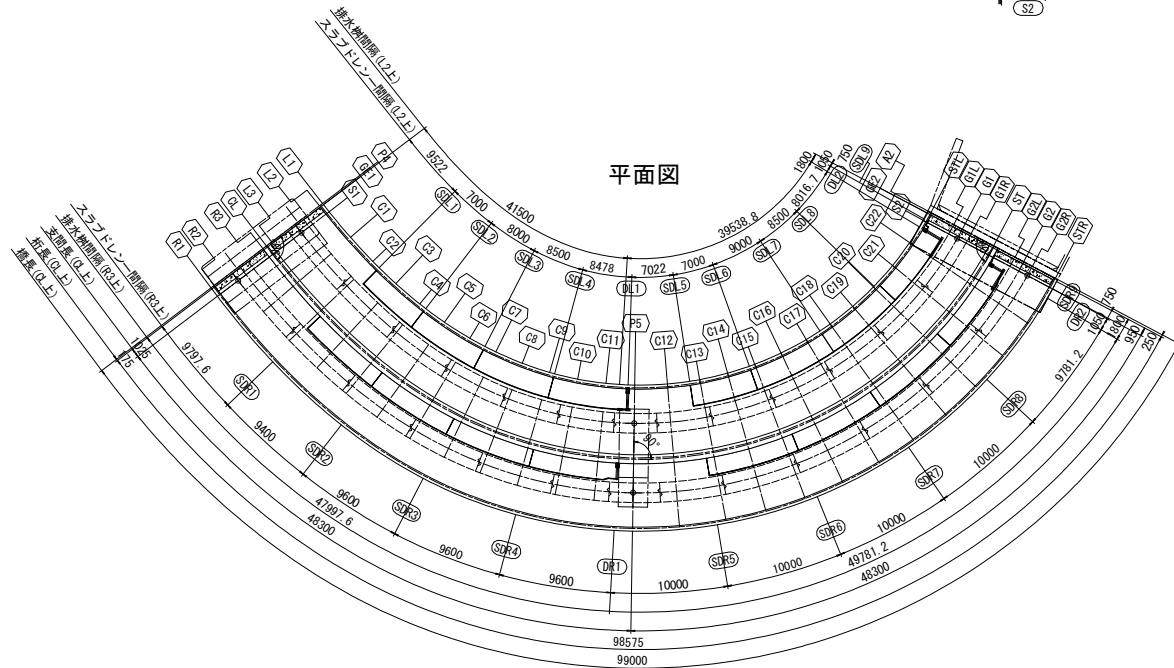 S2
平面図
排水桝間隔(L2上)
スラブドレーン間隔(L2上)
9522
7000
8000
8500
8478
7022
7000
9000
8500
8016.7
1050
750
1800
41500
39538.8
SDL1
SDL2
SDL3
SDL4
DL1
SDL5
SDL6
SDL7
SDL8
DL2
SDL9
R1
R2
R3
CL
L3
L2
L1
S1
GE1
P4
C1
C2
C3
C4
C5
C6
C7
C8
C9
C10
C11
P5
C12
C13
C14
C15
C16
C17
C18
C19
C20
C21
C22
S2
GE2
A2
STL
G1L
G1
G1R
ST
G2L
G2
G2R
STR
90°
スラブドレーン間隔(R3上)
排水桝間隔(R3上)
支間長(CL上)
桁長(CL上)
橋長(CL上)
175
9797.6
9400
9600
9600
9600
10000
10000
10000
10000
9781.2
1050
750
1800
950
250
SDR1
SDR2
SDR3
SDR4
DR1
SDR5
SDR6
SDR7
SDR8
SDR9
DR2
47997.6
49781.2
48300
48300
98575
99000